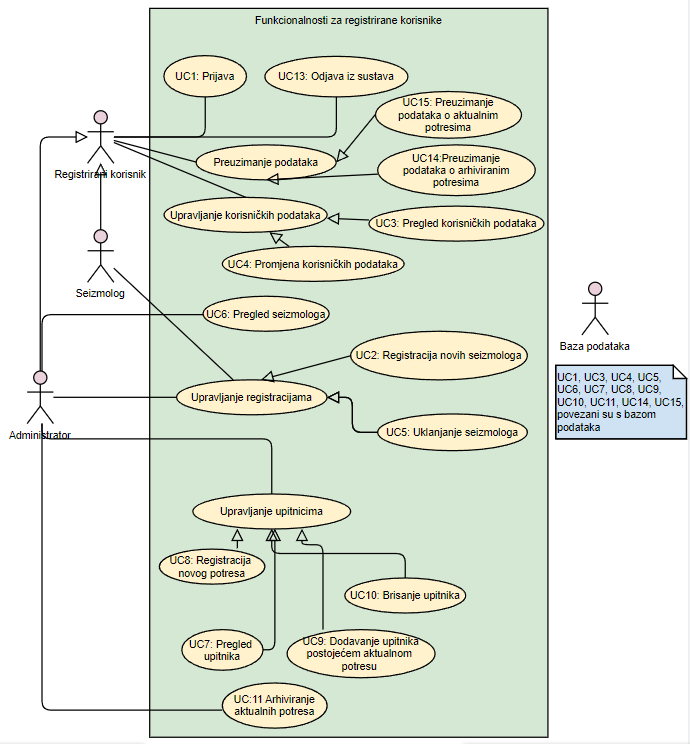 Funkcionalnosti za registrirane korisnike
UC1: Prijava
UC13: Odjava iz sustava
UC15: Preuzimanje
podataka o aktualnim
potresima
Registrirani korisnik
Preuzimanje podataka
UC14:Preuzimanje
podataka o arhiviranim
potresima
Upravljanje korisničkih podataka
UC3: Pregled korisničkih podataka
UC4: Promjena korisničkih podataka
Seizmolog
UC6: Pregled seizmologa
Baza podataka
UC2: Registracija novih seizmologa
UC1, UC3, UC4, UC5,
UC6, UC7, UC8, UC9,
UC10, UC11, UC14, UC15,
povezani su s bazom
podataka
Upravljanje registracijama
Administrator
UC5: Uklanjanje seizmologa
Upravljanje upitnicima
UC8: Registracija
novog potresa
UC10: Brisanje upitnika
UC7: Pregled
upitnika
UC9: Dodavanje upitnika
postojećem aktualnom
potresu
UC:11 Arhiviranje
aktualnih potresa